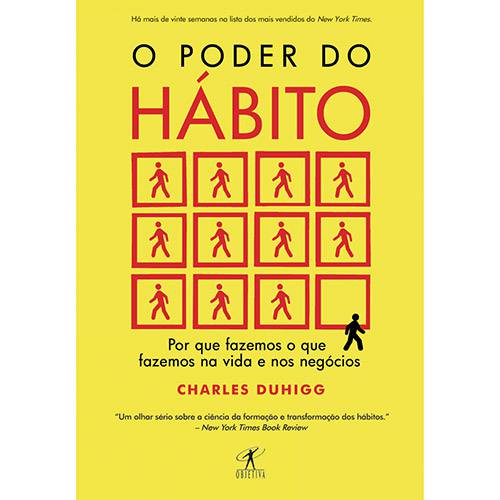 Há mais de vinte semanas na lista dos mais vendidos do New York Times.
O PODER DO
HÁBITO
Por que fazemos o que
fazemos na vida e nos negócios
CHARLES DUHIGG
“Um olhar sério sobre a ciência da formação e transformação dos hábitos.”
– New York Times Book Review
OBJETIVA